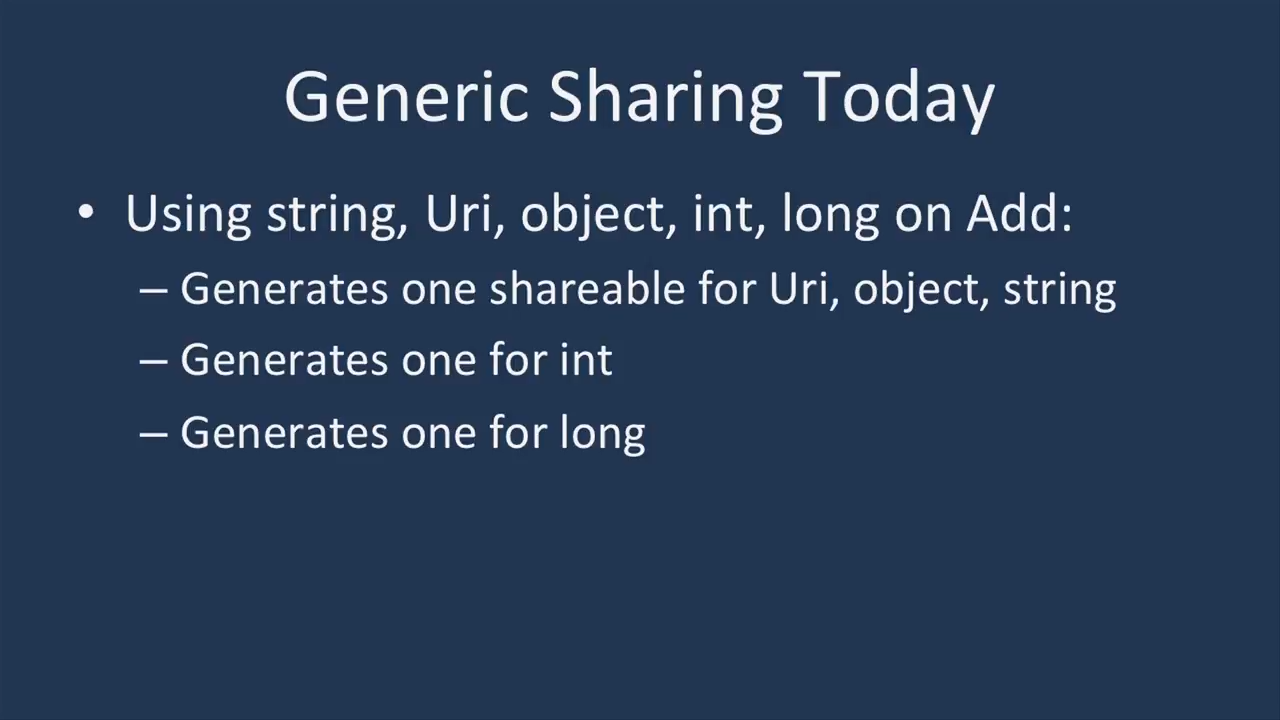 Generic Sharing Today
• Using string, Uri, object, int, long on Add:
– Generates one shareable for Uri, object, string
– Generates one for int
– Generates one for long